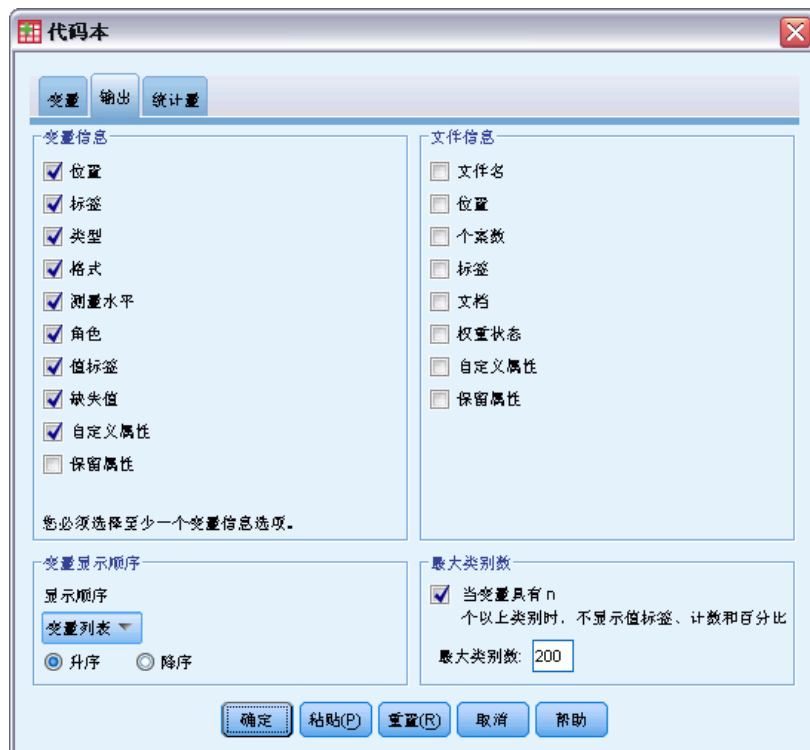 代码本
变量 输出 统计量
变量信息
位置
标签
类型
格式
测量水平
角色
值标签
缺失值
自定义属性
保留属性
您必须选择至少一个变量信息选项。
文件信息
文件名
位置
个案数
标签
文档
权重状态
自定义属性
保留属性
变量显示顺序
显示顺序
变量列表
升序 降序
最大类别数
当变量具有 n
个以上类别时，不显示值标签、计数和百分比
最大类别数: 200
确定 粘贴(P) 重置(R) 取消 帮助